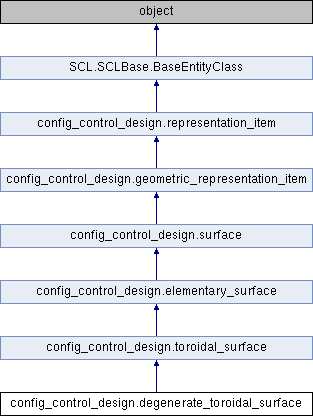 object
SCL.SCLBase.BaseEntityClass
config_control_design.representation_item
config_control_design.geometric_representation_item
config_control_design.surface
config_control_design.elementary_surface
config_control_design.toroidal_surface
config_control_design.degenerate_toroidal_surface